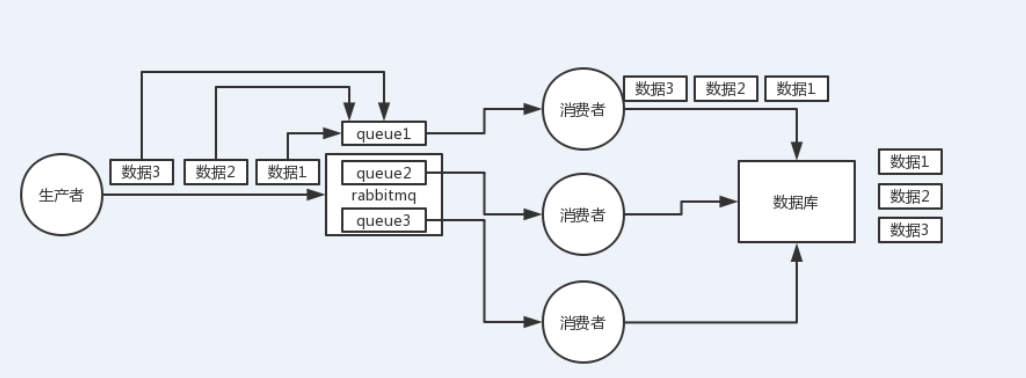 数据3
数据2
数据1
消费者
queue1
数据3
数据2
数据1
生产者
queue2
rabbitmq
queue3
消费者
数据库
数据1
数据2
数据3
消费者